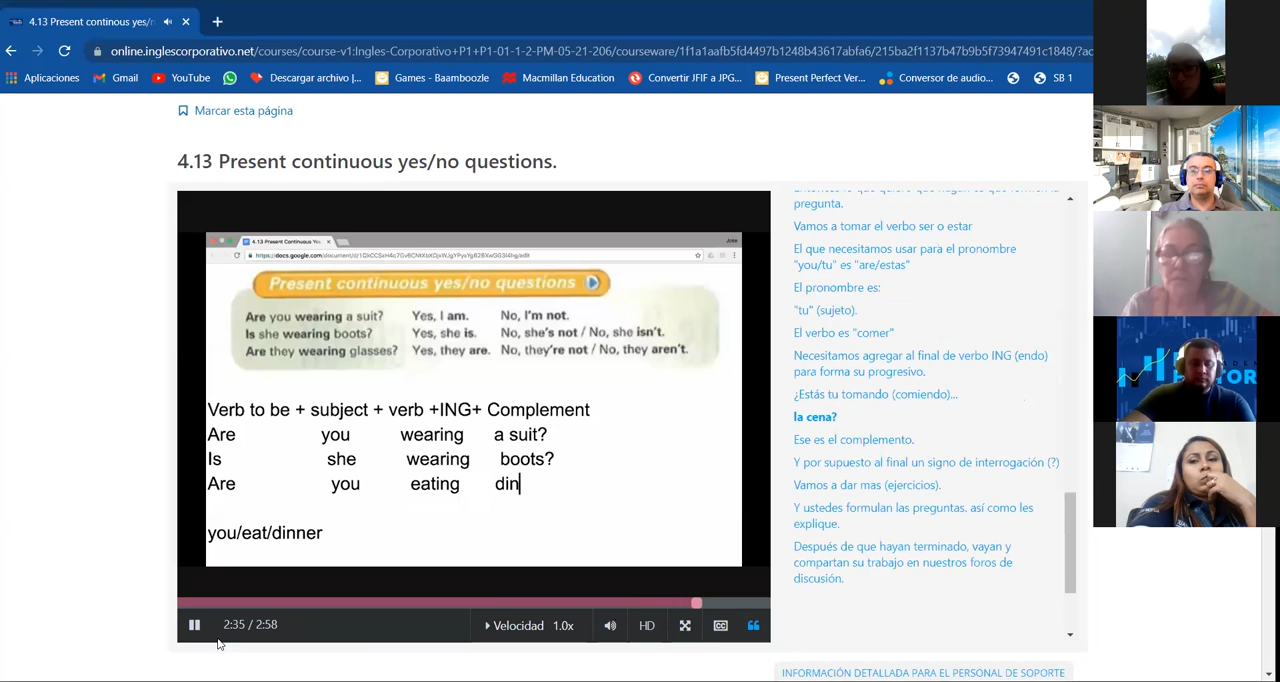 4.13 Present continous yes/n
online.inglescorporativo.net/courses/course-v1:Ingles-Corporativo+P1+P1-01-1-2-PM-05-21-206/courseware/1f1a1aafb5fd4497b1248b43617abfa6/215ba2f1137b47b9b5f73947491c1848/?ac
Aplicaciones Gmail YouTube Descargar archivo |... Games - Baamboozle Macmillan Education Convertir JFIF a JPG... Present Perfect Ver... Conversor de audio... SB 1
Marcar esta página
4.13 Present continuous yes/no questions.
4.13 Present Continuous Yes
Present continuous yes/no questions
Are you wearing a suit? Yes, I am. No, I'm not.
Is she wearing boots? Yes, she is. No, she's not / No, she isn't.
Are they wearing glasses? Yes, they are. No, they're not / No, they aren't.
Verb to be + subject + verb +ING+ Complement
Are you wearing a suit?
Is she wearing boots?
Are you eating din
you/eat/dinner
2:35 / 2:58 Velocidad 1.0x HD CC
pregunta.
Vamos a tomar el verbo ser o estar
El que necesitamos usar para el pronombre
"you/tu" es "are/estas"
El pronombre es:
"tu" (sujeto).
El verbo es "comer"
Necesitamos agregar al final de verbo ING (endo)
para forma su progresivo.
¿Estás tu tomando (comiendo)...
la cena?
Ese es el complemento.
Y por supuesto al final un signo de interrogación (?)
Vamos a dar mas (ejercicios).
Y ustedes formulan las preguntas. así como les
explique.
Después de que hayan terminado, vayan y
compartan su trabajo en nuestros foros de
discusión.
INFORMACIÓN DETALLADA PARA EL PERSONAL DE SOPORTE